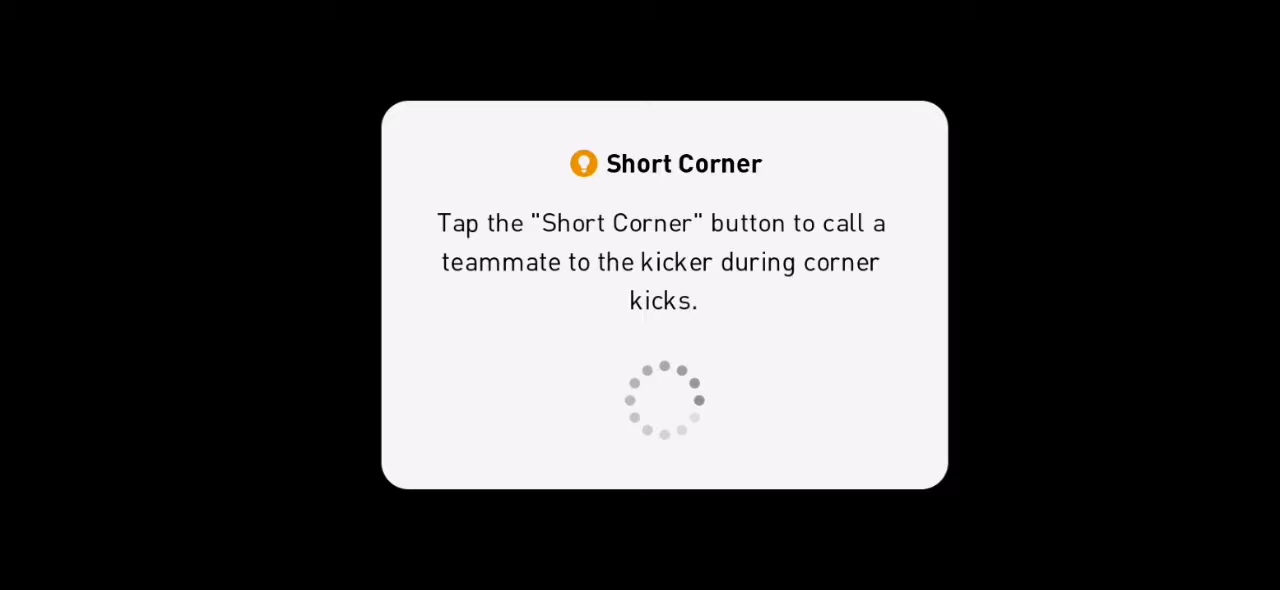 Short Corner
Tap the "Short Corner" button to call a
teammate to the kicker during corner
kicks.